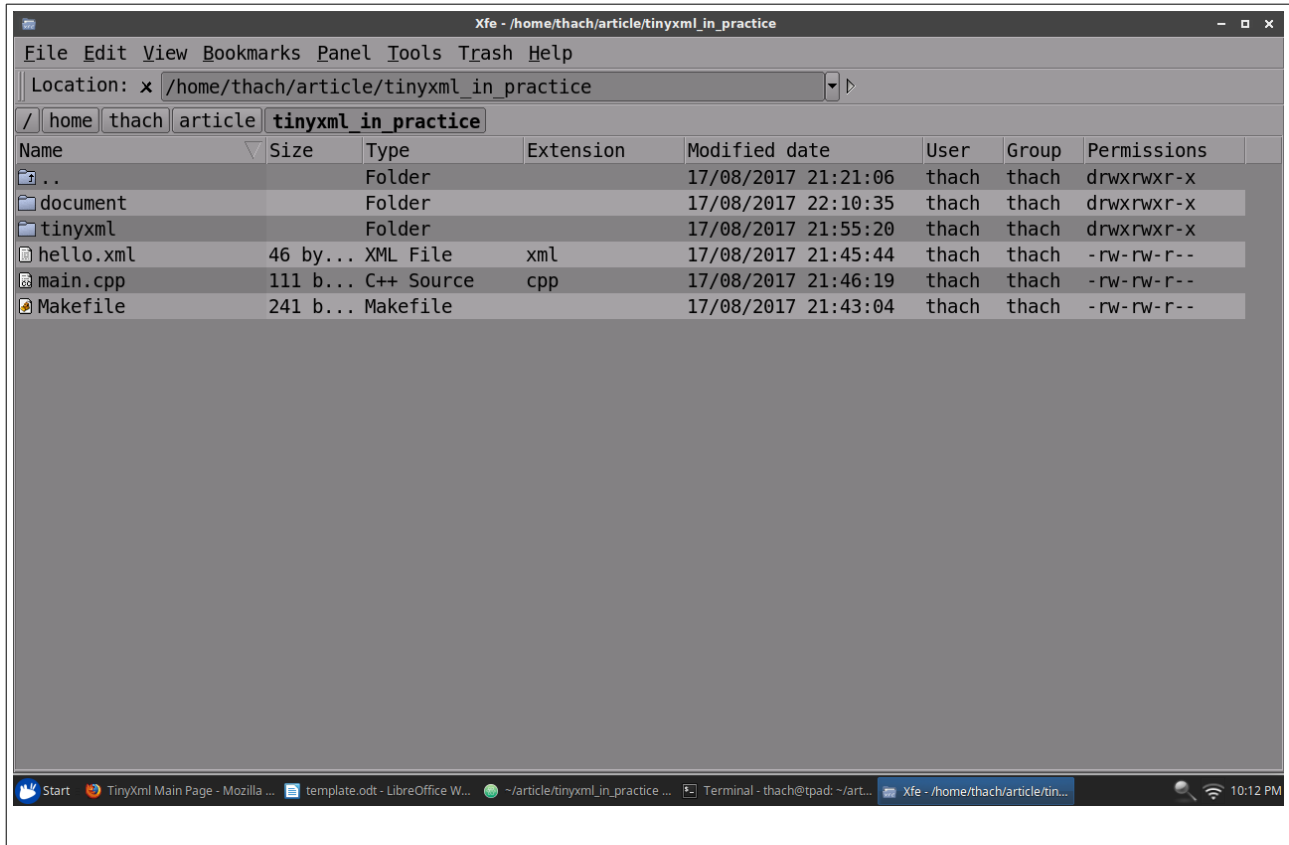 Xfe - /home/thach/article/tinyxml_in_practice
File Edit View Bookmarks Panel Tools Trash Help
Location: /home/thach/article/tinyxml_in_practice
/ home thach article tinyxml_in_practice
Name Size Type Extension Modified date User Group Permissions
.. Folder 17/08/2017 21:21:06 thach thach drwxrwxr-x
document Folder 17/08/2017 22:10:35 thach thach drwxrwxr-x
tinyxml Folder 17/08/2017 21:55:20 thach thach drwxrwxr-x
hello.xml 46 by... XML File xml 17/08/2017 21:45:44 thach thach -rw-rw-r--
main.cpp 111 b... C++ Source cpp 17/08/2017 21:46:19 thach thach -rw-rw-r--
Makefile 241 b... Makefile 17/08/2017 21:43:04 thach thach -rw-rw-r--
Start TinyXml Main Page - Mozilla ... template.odt - LibreOffice W... ~/article/tinyxml_in_practice ... Terminal - thach@tpad: ~/art... Xfe - /home/thach/article/tin... 10:12 PM